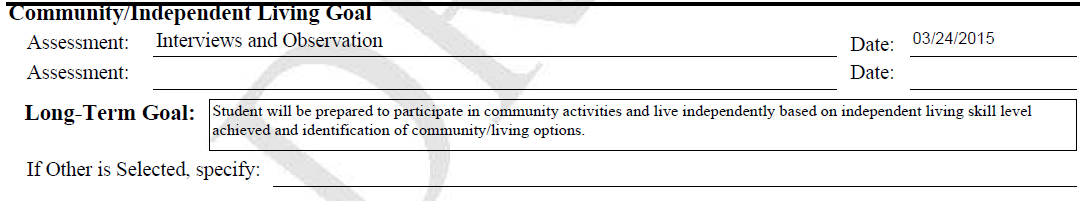 Community/Independent Living Goal
Assessment: Interviews and Observation Date: 03/24/2015
Assessment: Date:
Long-Term Goal: Student will be prepared to participate in community activities and live independently based on independent living skill level
achieved and identification of community/living options.
If Other is Selected, specify: